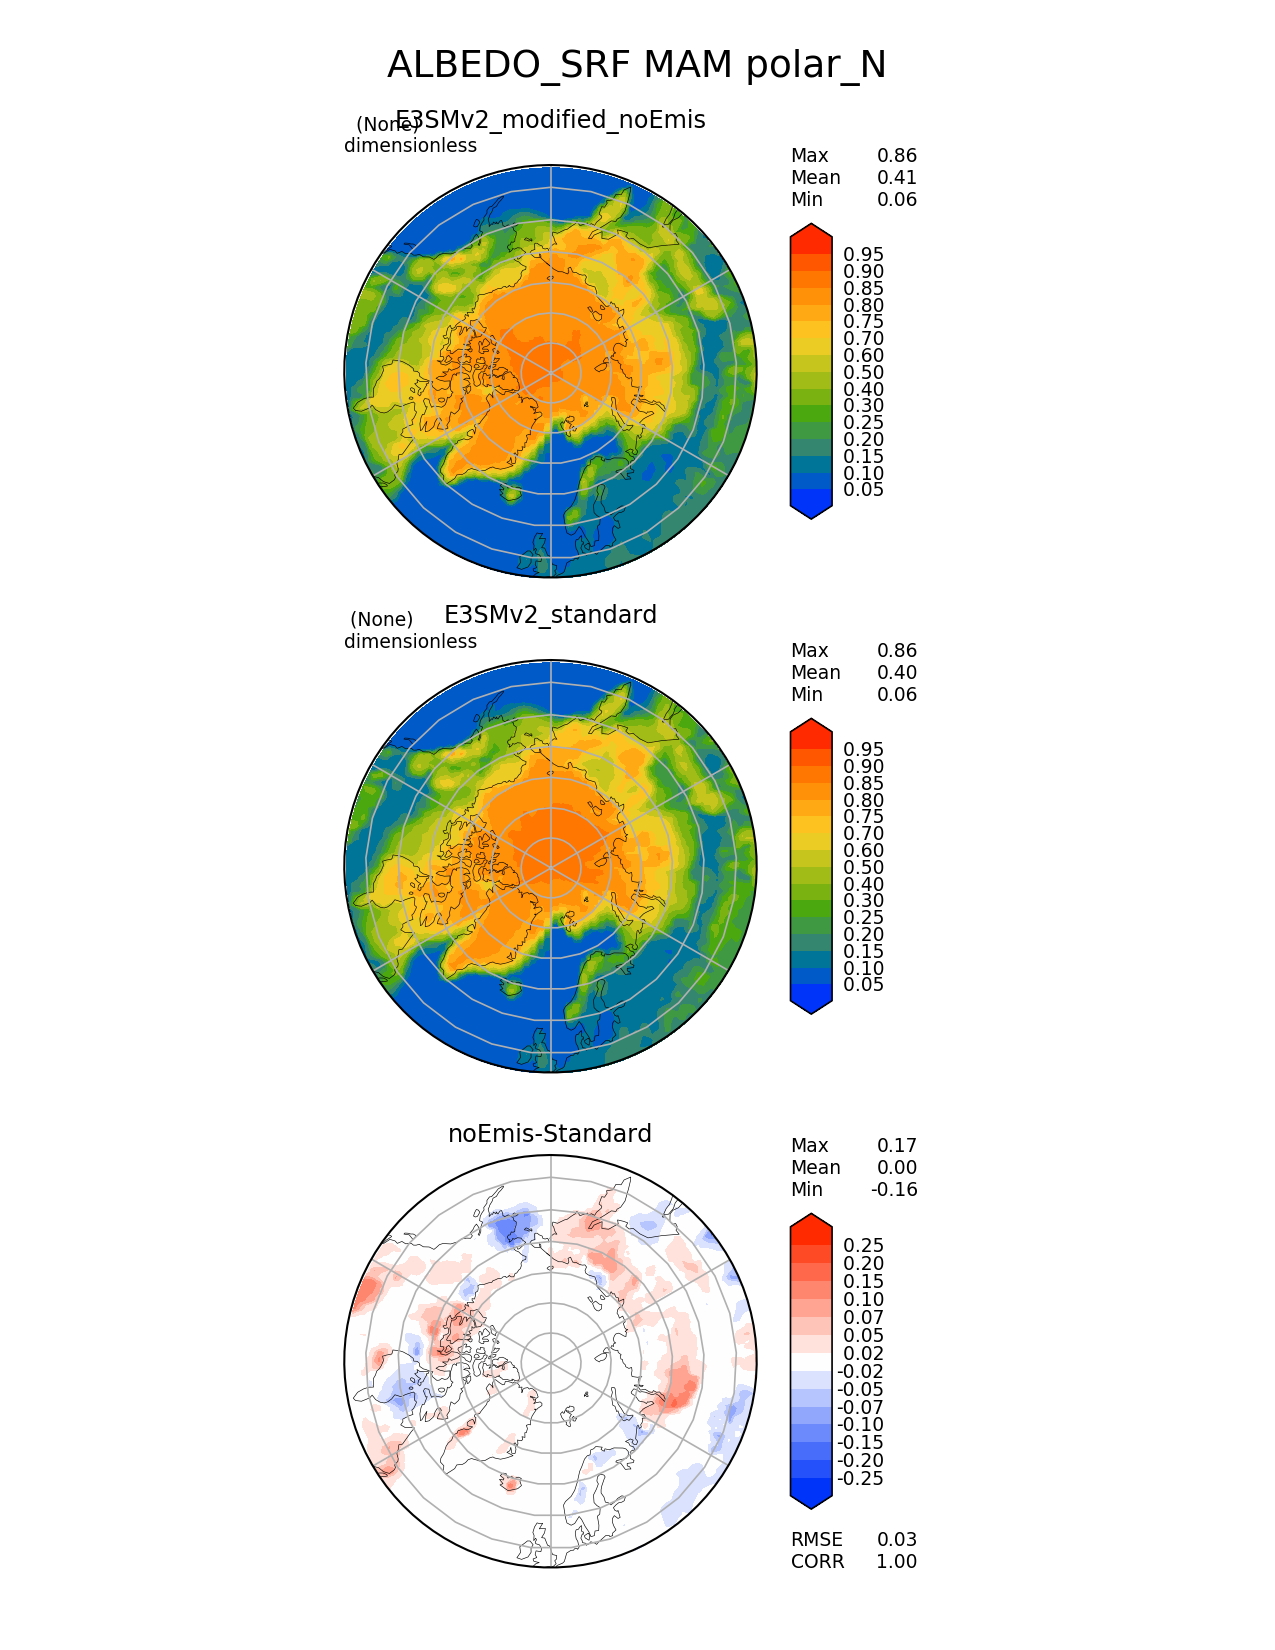 ALBEDO_SRF MAM polar_N
E3SMv2_modified_noEmis
(None)
dimensionless
Max 0.86
Mean 0.41
Min 0.06
0.95
0.90
0.85
0.80
0.75
0.70
0.60
0.50
0.40
0.30
0.25
0.20
0.15
0.10
0.05
E3SMv2_standard
(None)
dimensionless
Max 0.86
Mean 0.40
Min 0.06
0.95
0.90
0.85
0.80
0.75
0.70
0.60
0.50
0.40
0.30
0.25
0.20
0.15
0.10
0.05
noEmis-Standard
Max 0.17
Mean 0.00
Min -0.16
0.25
0.20
0.15
0.10
0.07
0.05
0.02
-0.02
-0.05
-0.07
-0.10
-0.15
-0.20
-0.25
RMSE 0.03
CORR 1.00